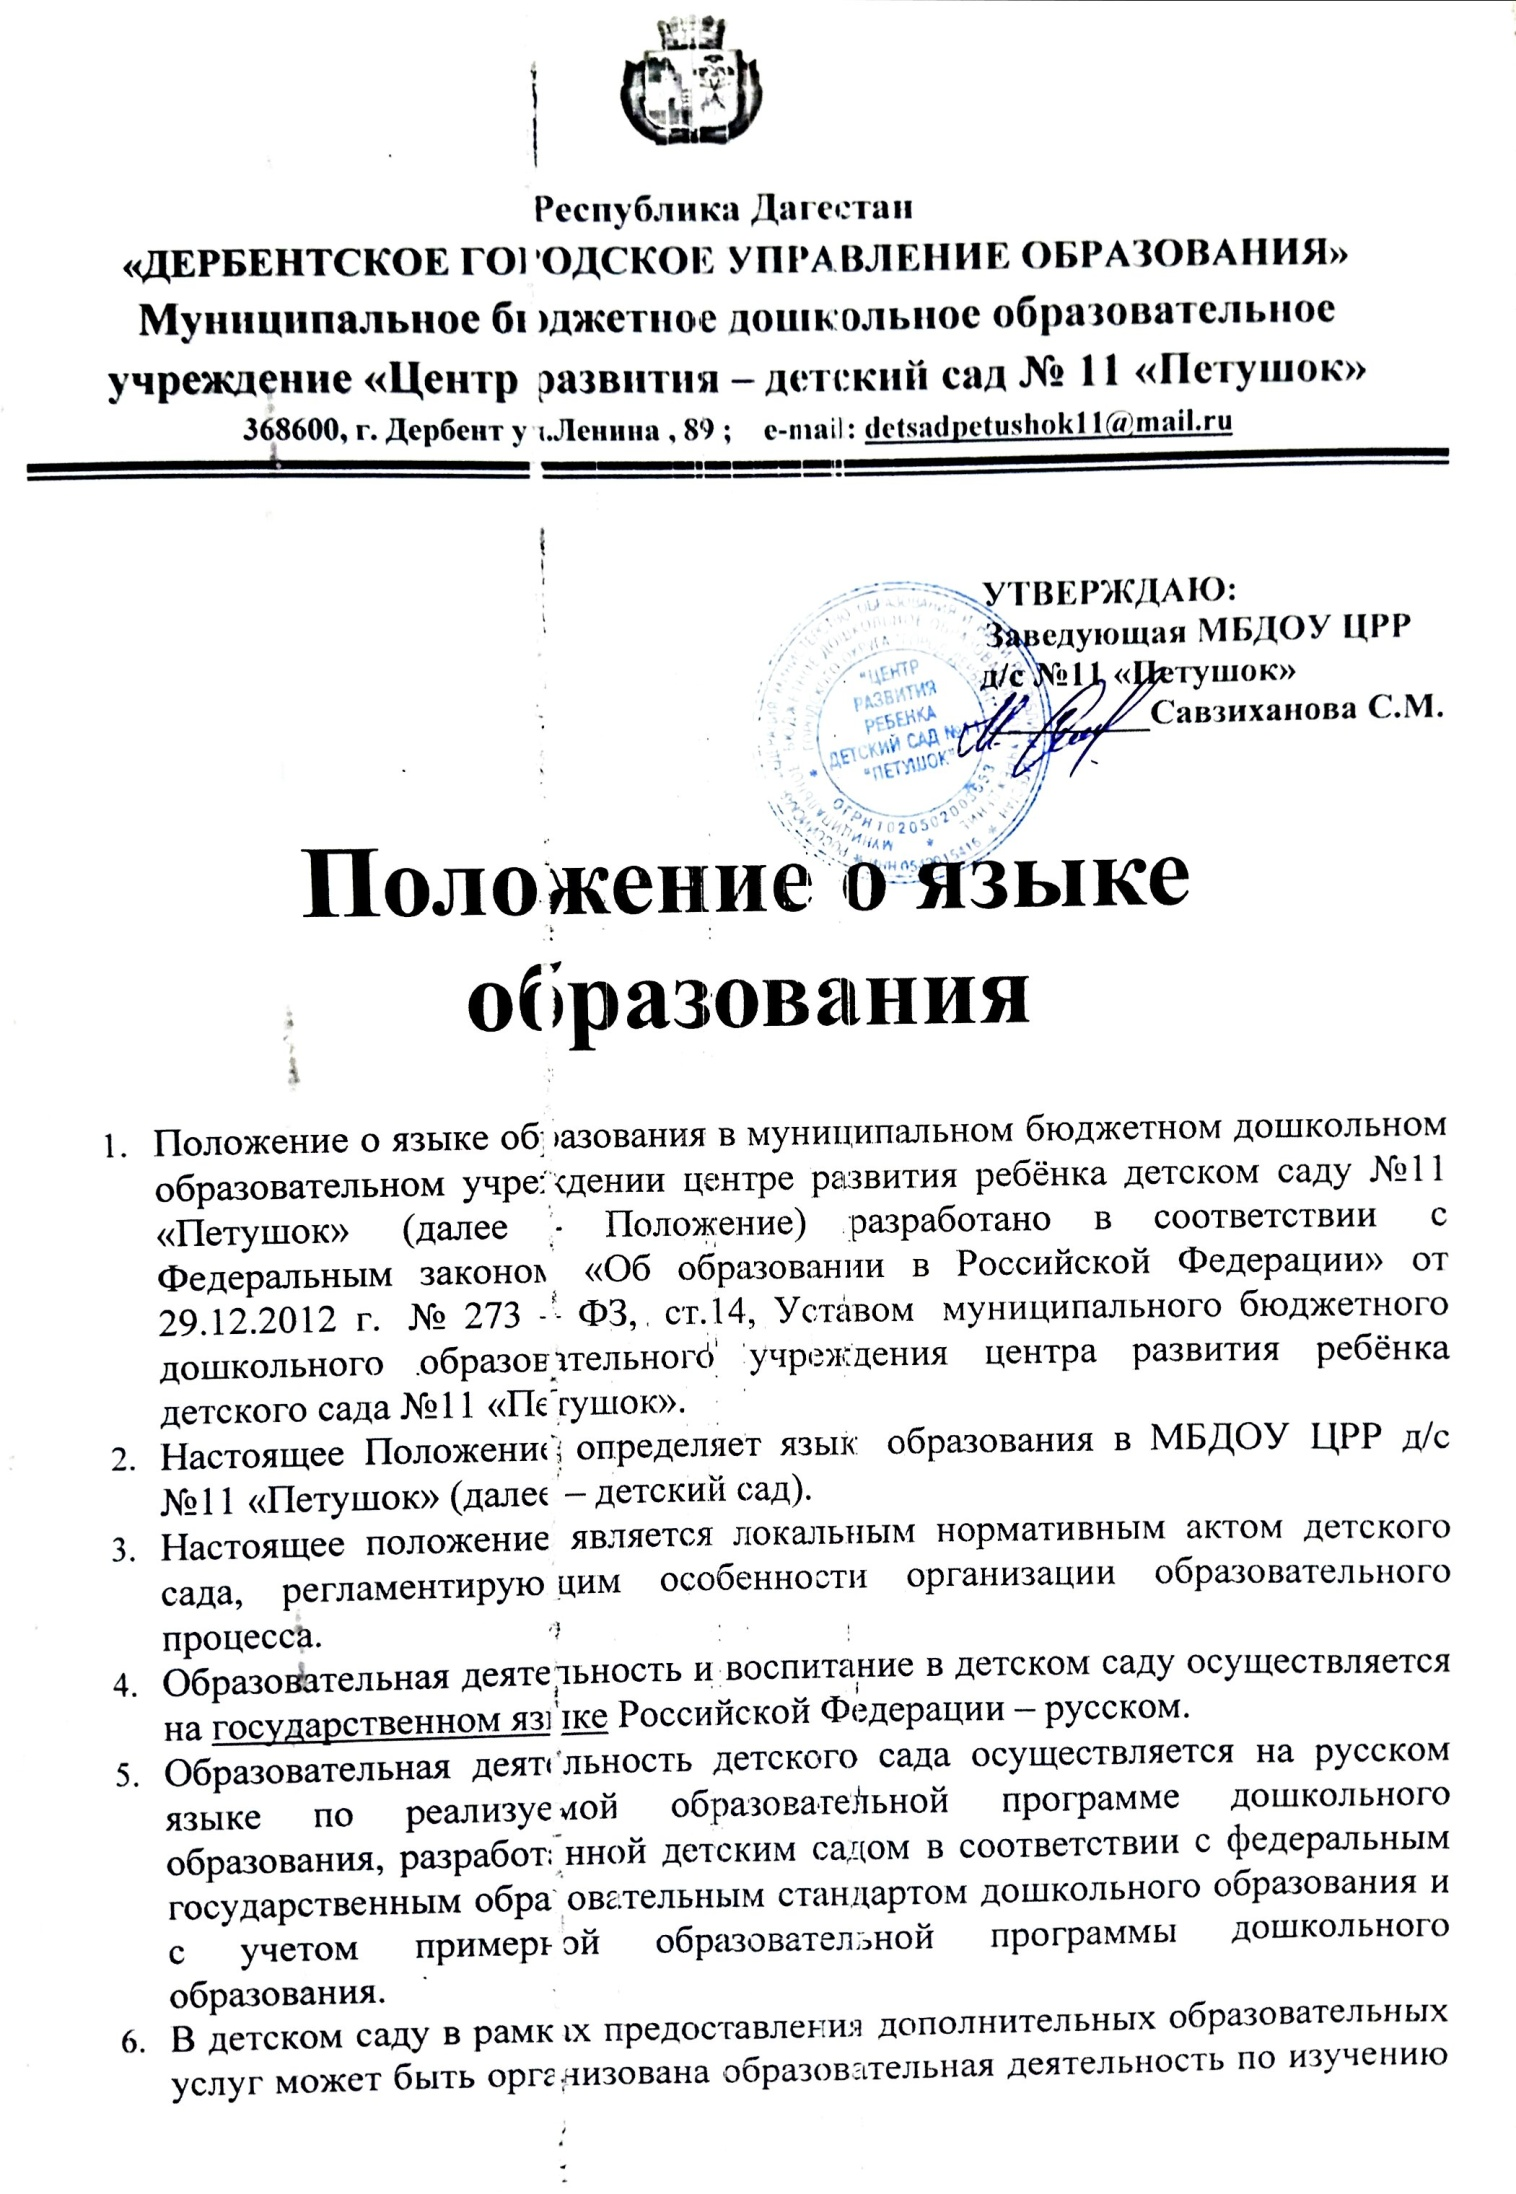 Республика Дагестан
«ДЕРБЕНТСКОЕ ГОРОДСКОЕ УПРАВЛЕНИЕ ОБРАЗОВАНИЯ»
Муниципальное бюджетное дошкольное образовательное
учреждение «Центр развития – детский сад № 11 «Петушок»
368600, г. Дербент ул.Ленина , 89 ; e-mail: detsadpetushok11@mail.ru
УТВЕРЖДАЮ:
Заведующая МБДОУ ЦРР
д/с №11 «Петушок»
Савзиханова С.М.
"ЦЕНТР
РАЗВИТИЯ
РЕБЕНКА
ДЕТСКИЙ САД №11
"ПЕТУШОК"
Положение о языке
образования
1. Положение о языке образования в муниципальном бюджетном дошкольном
образовательном учреждении центре развития ребёнка детском саду №11
«Петушок» (далее - Положение) разработано в соответствии с
Федеральным законом «Об образовании в Российской Федерации» от
29.12.2012 г. № 273 - ФЗ, ст.14, Уставом муниципального бюджетного
дошкольного образовательного учреждения центра развития ребёнка
детского сада №11 «Петушок».
2. Настоящее Положение определяет язык образования в МБДОУ ЦРР д/с
№11 «Петушок» (далее – детский сад).
3. Настоящее положение является локальным нормативным актом детского
сада, регламентирующим особенности организации образовательного
процесса.
4. Образовательная деятельность и воспитание в детском саду осуществляется
на государственном языке Российской Федерации – русском.
5. Образовательная деятельность детского сада осуществляется на русском
языке по реализуемой образовательной программе дошкольного
образования, разработанной детским садом в соответствии с федеральным
государственным образовательным стандартом дошкольного образования и
с учетом примерной образовательной программы дошкольного
образования.
6. В детском саду в рамках предоставления дополнительных образовательных
услуг может быть организована образовательная деятельность по изучению